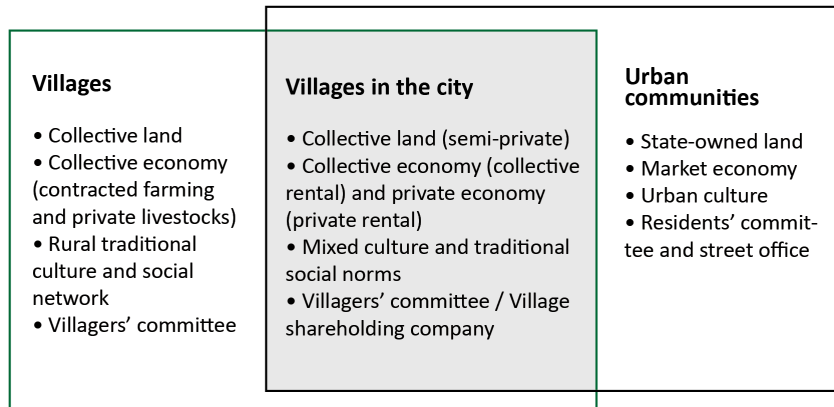 Villages
• Collective land
• Collective economy
(contracted farming
and private livestocks)
• Rural traditional
culture and social
network
• Villagers’ committee
Villages in the city
• Collective land (semi-private)
• Collective economy (collective
rental) and private economy
(private rental)
• Mixed culture and traditional
social norms
• Villagers’ committee / Village
shareholding company
Urban
communities
• State-owned land
• Market economy
• Urban culture
• Residents’ commit-
tee and street office